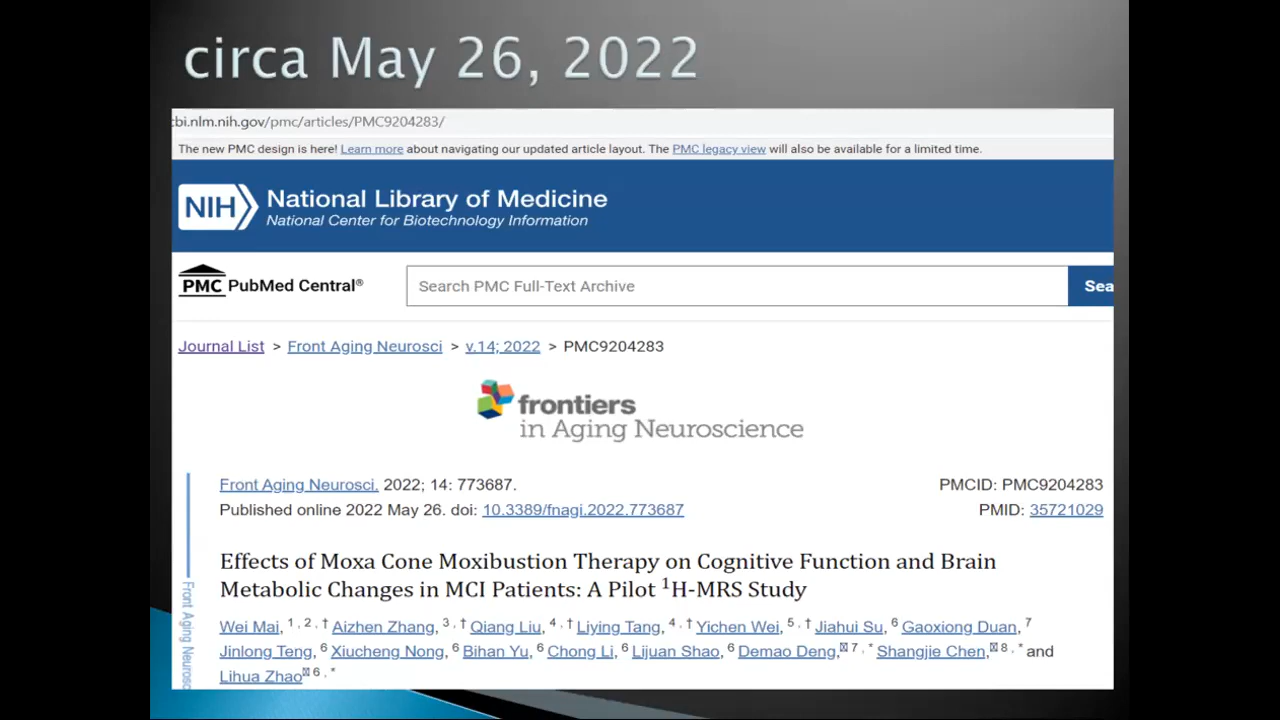 circa May 26, 2022
cbi.nlm.nih.gov/pmc/articles/PMC9204283/
The new PMC design is here! Learn more about navigating our updated article layout. The PMC legacy view will also be available for a limited time.
NIH National Library of Medicine
National Center for Biotechnology Information
PMC PubMed Central®
Search PMC Full-Text Archive
Sea
Journal List > Front Aging Neurosci > v.14; 2022 > PMC9204283
frontiers
in Aging Neuroscience
Front Aging Neurosci. 2022; 14: 773687.
PMCID: PMC9204283
Published online 2022 May 26. doi: 10.3389/fnagi.2022.773687
PMID: 35721029
Effects of Moxa Cone Moxibustion Therapy on Cognitive Function and Brain
Metabolic Changes in MCI Patients: A Pilot ¹H-MRS Study
Wei Mai, 1, 2, † Aizhen Zhang, 3, † Qiang Liu, 4, † Liying Tang, 4, † Yichen Wei, 5, † Jiahui Su, 6 Gaoxiong Duan, 7
Jinlong Teng, 6 Xiucheng Nong, 6 Bihan Yu, 6 Chong Li, 6 Lijuan Shao, 6 Demao Deng, 7, * Shangjie Chen, 8, * and
Lihua Zhao 6, *
Front Aging Neurosc